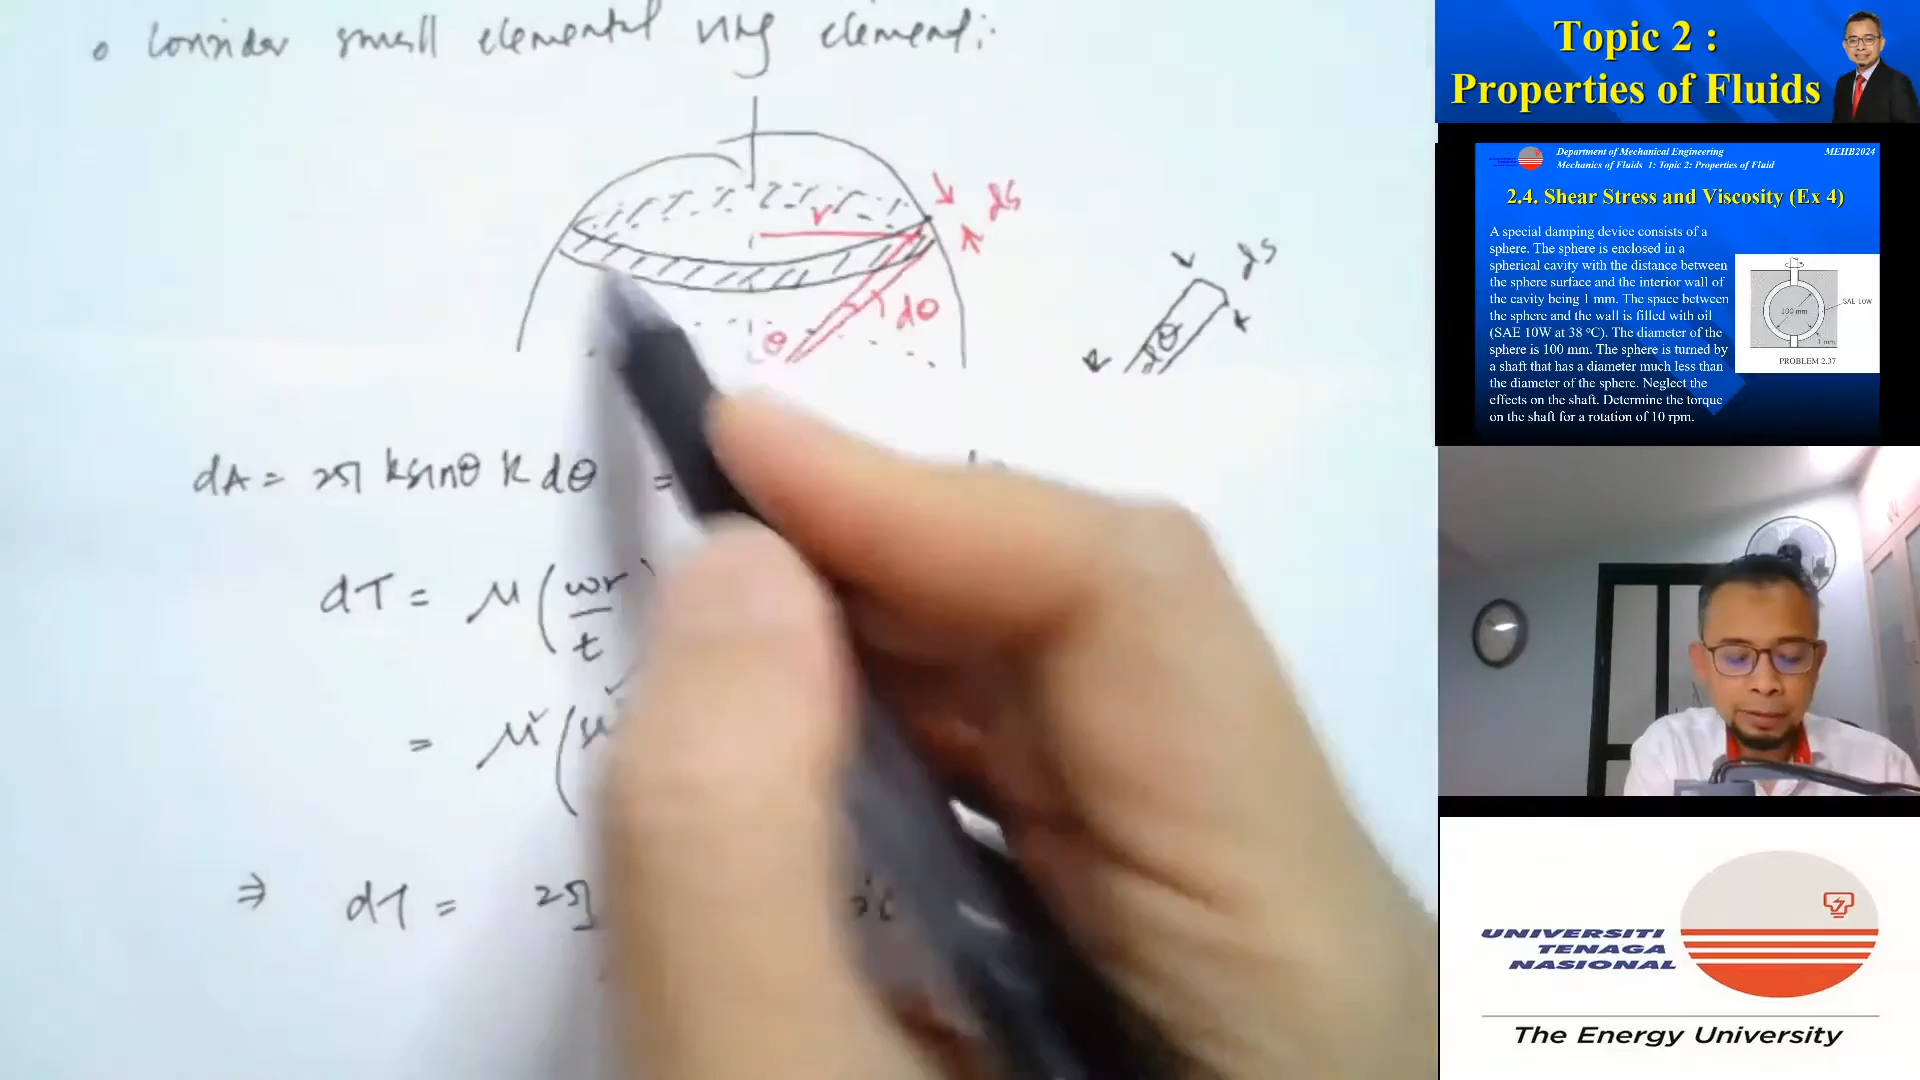 • Consider small elemental ring element:
ds
r
dθ
θ
ds
dθ
R
dA = 2π R sinθ R dθ =
dT = μ (ωr
t
= μ
⇒ dT = 2π
Topic 2 :
Properties of Fluids
Department of Mechanical Engineering MEHB2024
Mechanics of Fluids 1: Topic 2: Properties of Fluid
2.4. Shear Stress and Viscosity (Ex 4)
A special damping device consists of a
sphere. The sphere is enclosed in a
spherical cavity with the distance between
the sphere surface and the interior wall of
the cavity being 1 mm. The space between
the sphere and the wall is filled with oil
(SAE 10W at 38 °C). The diameter of the
sphere is 100 mm. The sphere is turned by
a shaft that has a diameter much less than
the diameter of the sphere. Neglect the
effects on the shaft. Determine the torque
on the shaft for a rotation of 10 rpm.
SAE 10W
100 mm
1 mm
PROBLEM 2.37
UNIVERSITI
TENAGA
NASIONAL
The Energy University